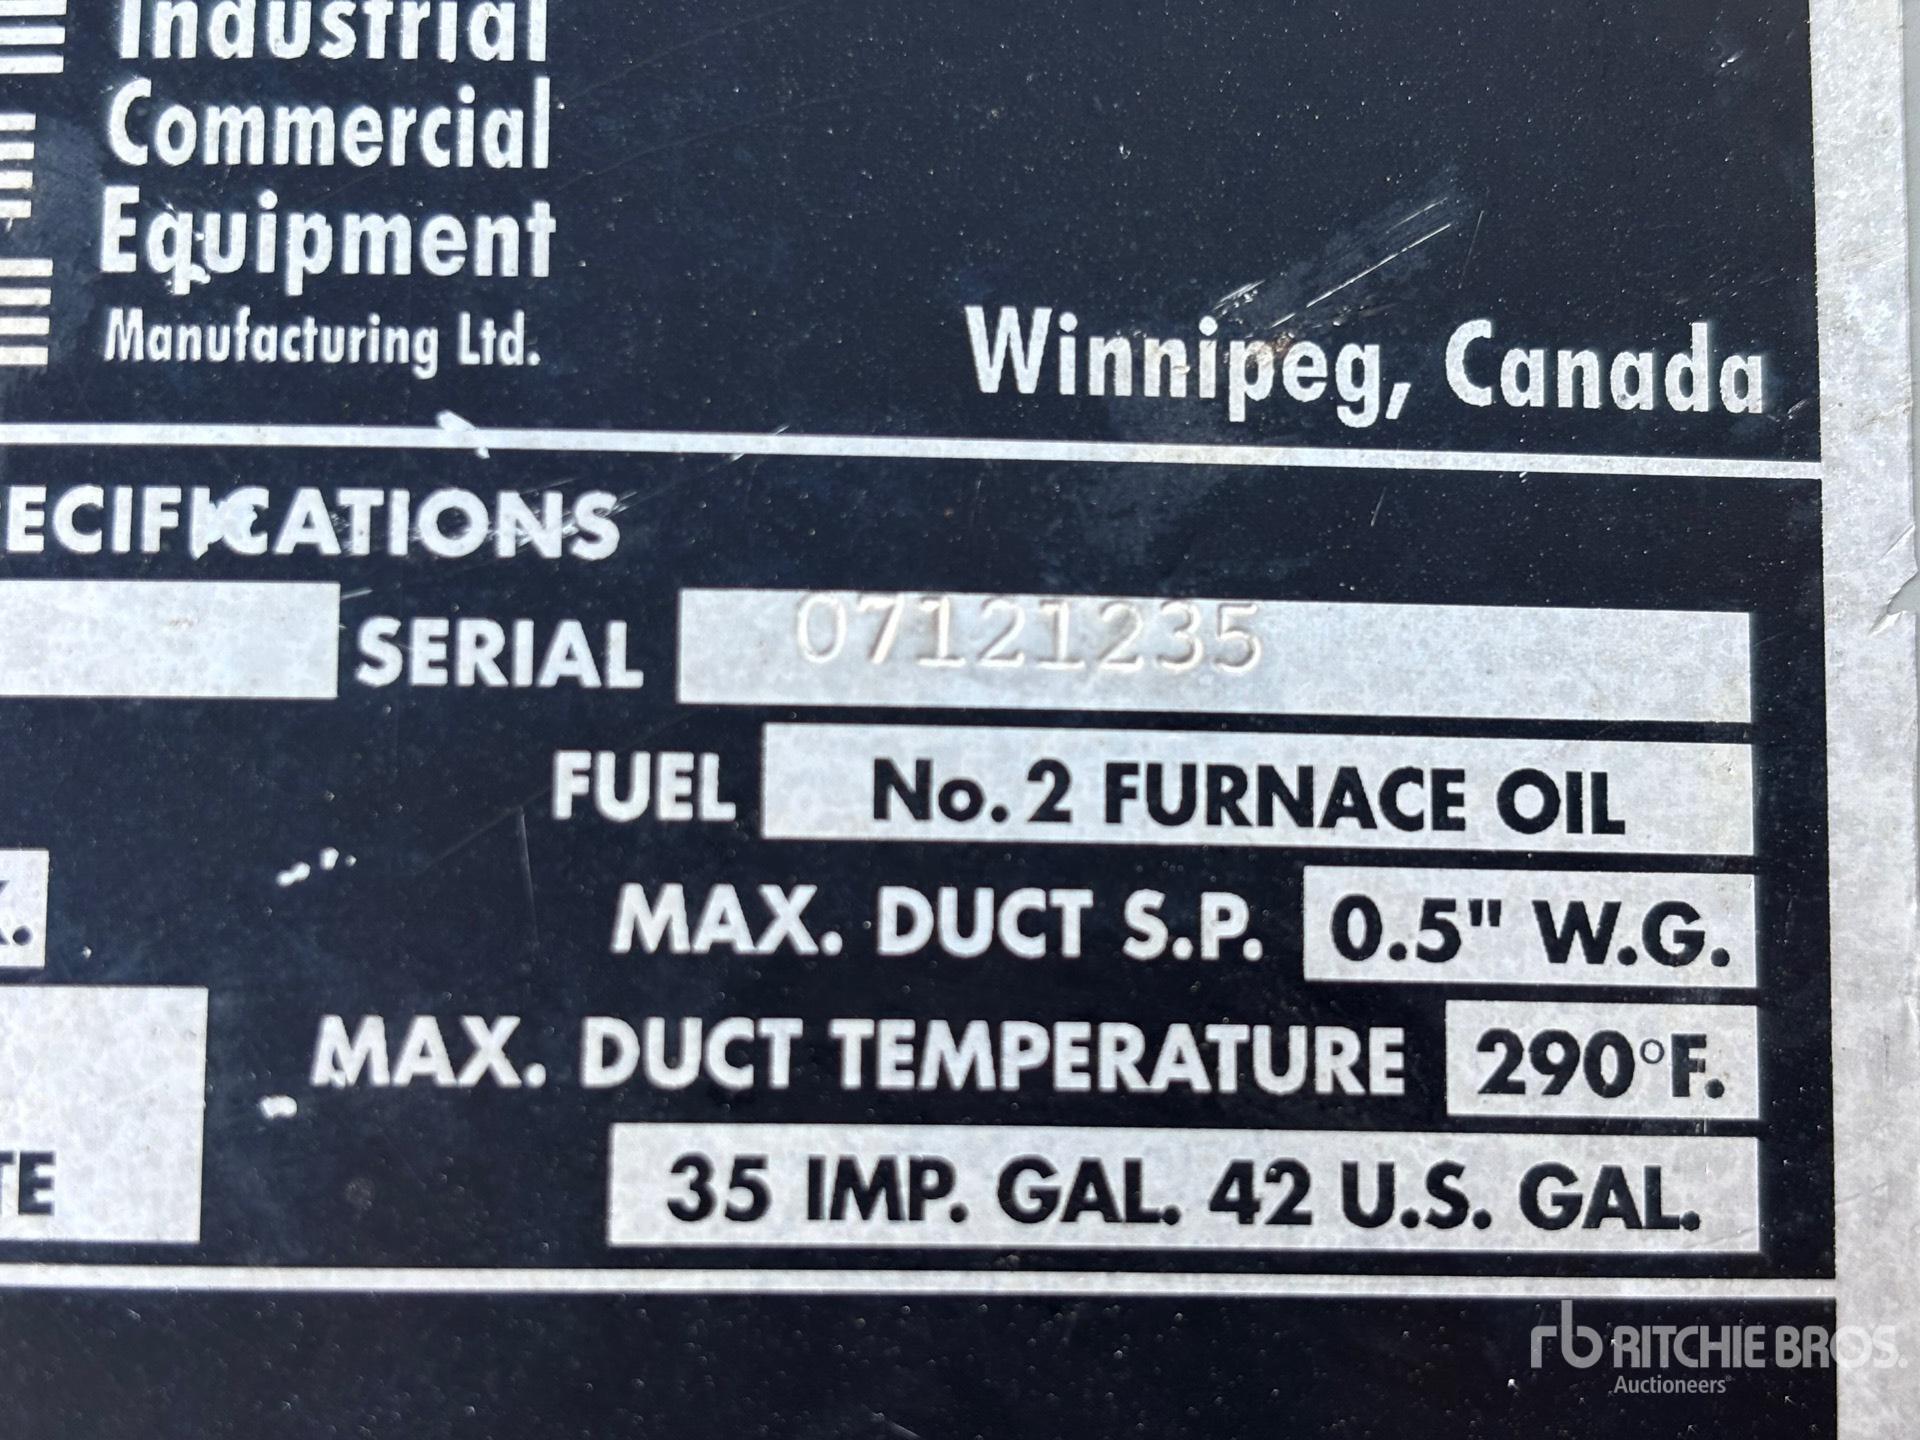 Industrial
Commercial
Equipment
Manufacturing Ltd.
Winnipeg, Canada
ECIFICATIONS
SERIAL 07121235
FUEL No. 2 FURNACE OIL
MAX. DUCT S.P. 0.5" W.G.
MAX. DUCT TEMPERATURE 290°F.
TE 35 IMP. GAL. 42 U.S. GAL.
rb RITCHIE BROS.
Auctioneers